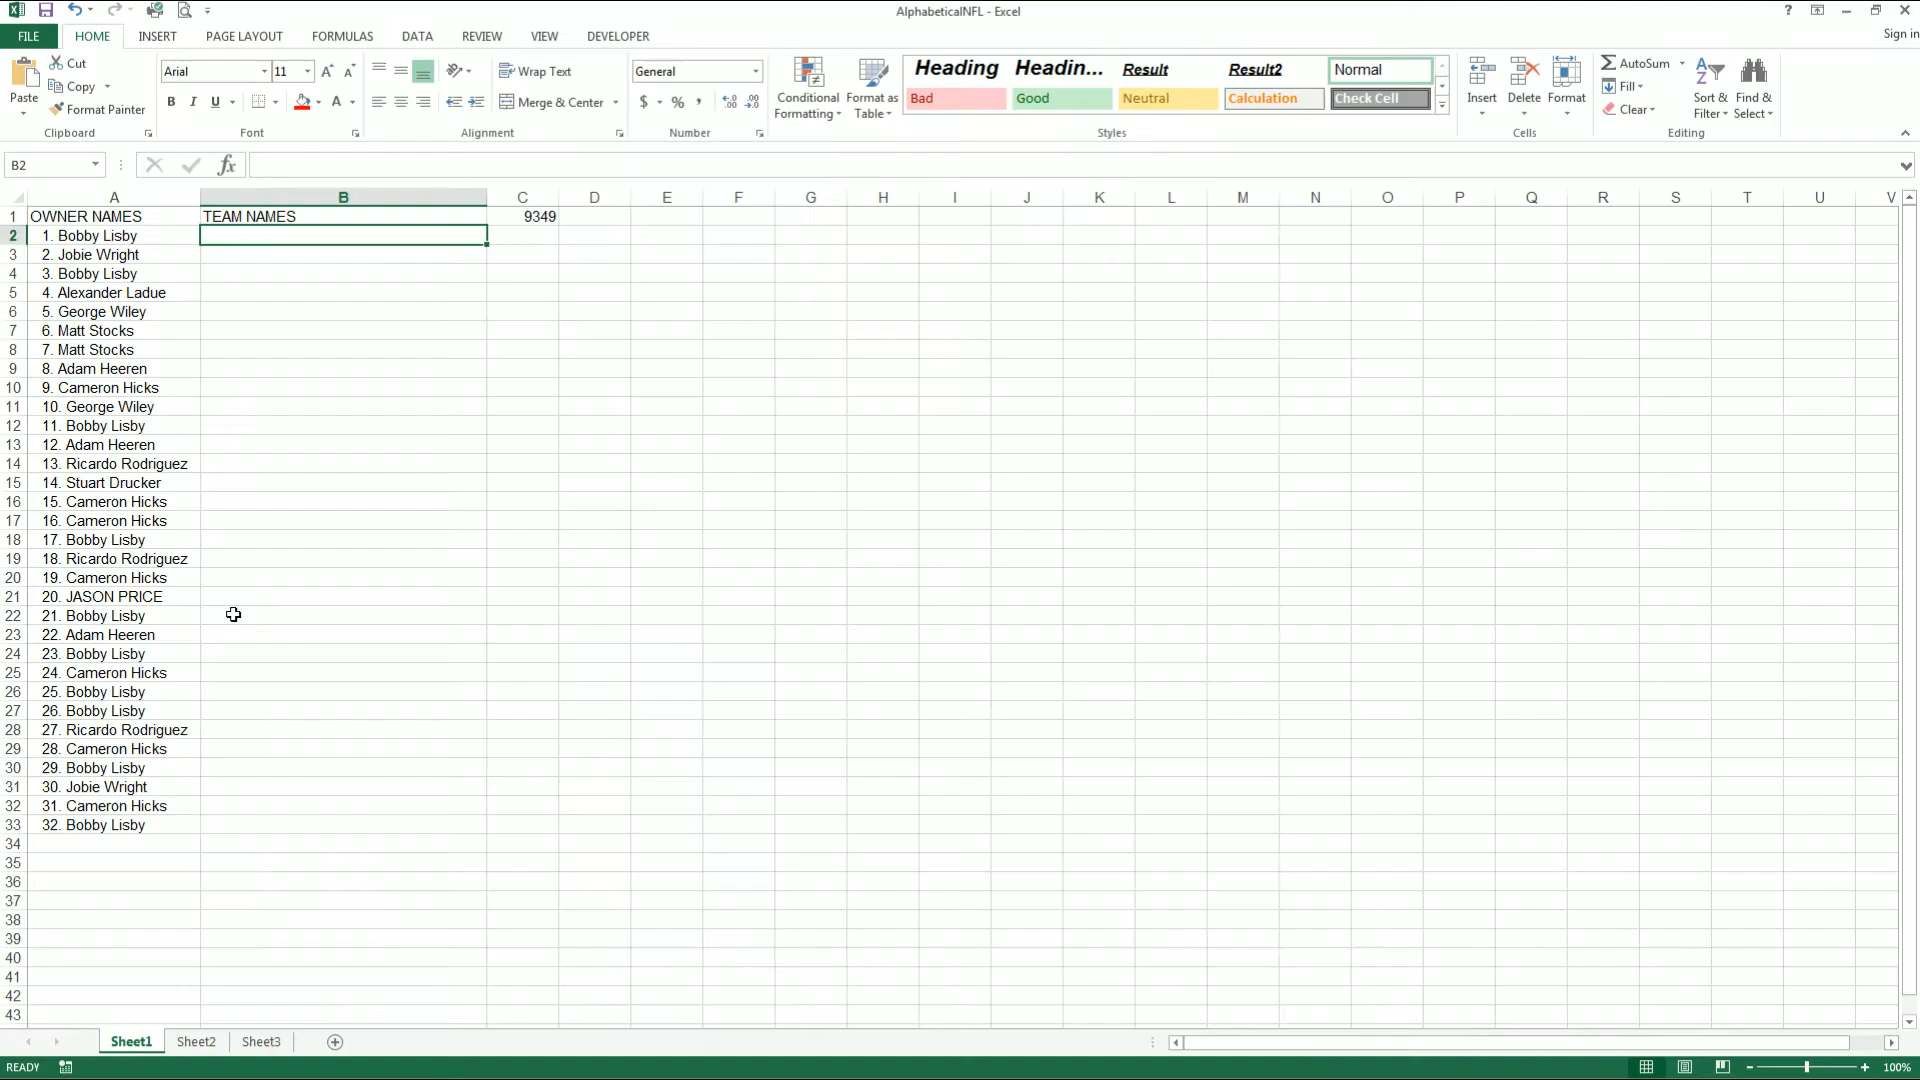 AlphabeticalNFL - Excel
?
Sign in
FILE HOME INSERT PAGE LAYOUT FORMULAS DATA REVIEW VIEW DEVELOPER
Paste
Cut
Copy
Format Painter
Clipboard
Arial 11
B I U
Font
Wrap Text
Merge & Center
Alignment
General
$ % ,
Number
Conditional Formatting
Format as Table
Heading Headin... Result Result2 Normal
Bad Good Neutral Calculation Check Cell
Styles
Insert Delete Format
Cells
AutoSum
Fill
Clear
Sort & Filter
Find & Select
Editing
B2 fx
A B C D E F G H I J K L M N O P Q R S T U V
1 OWNER NAMES TEAM NAMES 9349
2 1. Bobby Lisby
3 2. Jobie Wright
4 3. Bobby Lisby
5 4. Alexander Ladue
6 5. George Wiley
7 6. Matt Stocks
8 7. Matt Stocks
9 8. Adam Heeren
10 9. Cameron Hicks
11 10. George Wiley
12 11. Bobby Lisby
13 12. Adam Heeren
14 13. Ricardo Rodriguez
15 14. Stuart Drucker
16 15. Cameron Hicks
17 16. Cameron Hicks
18 17. Bobby Lisby
19 18. Ricardo Rodriguez
20 19. Cameron Hicks
21 20. JASON PRICE
22 21. Bobby Lisby
23 22. Adam Heeren
24 23. Bobby Lisby
25 24. Cameron Hicks
26 25. Bobby Lisby
27 26. Bobby Lisby
28 27. Ricardo Rodriguez
29 28. Cameron Hicks
30 29. Bobby Lisby
31 30. Jobie Wright
32 31. Cameron Hicks
33 32. Bobby Lisby
34
35
36
37
38
39
40
41
42
43
Sheet1 Sheet2 Sheet3
READY 100%